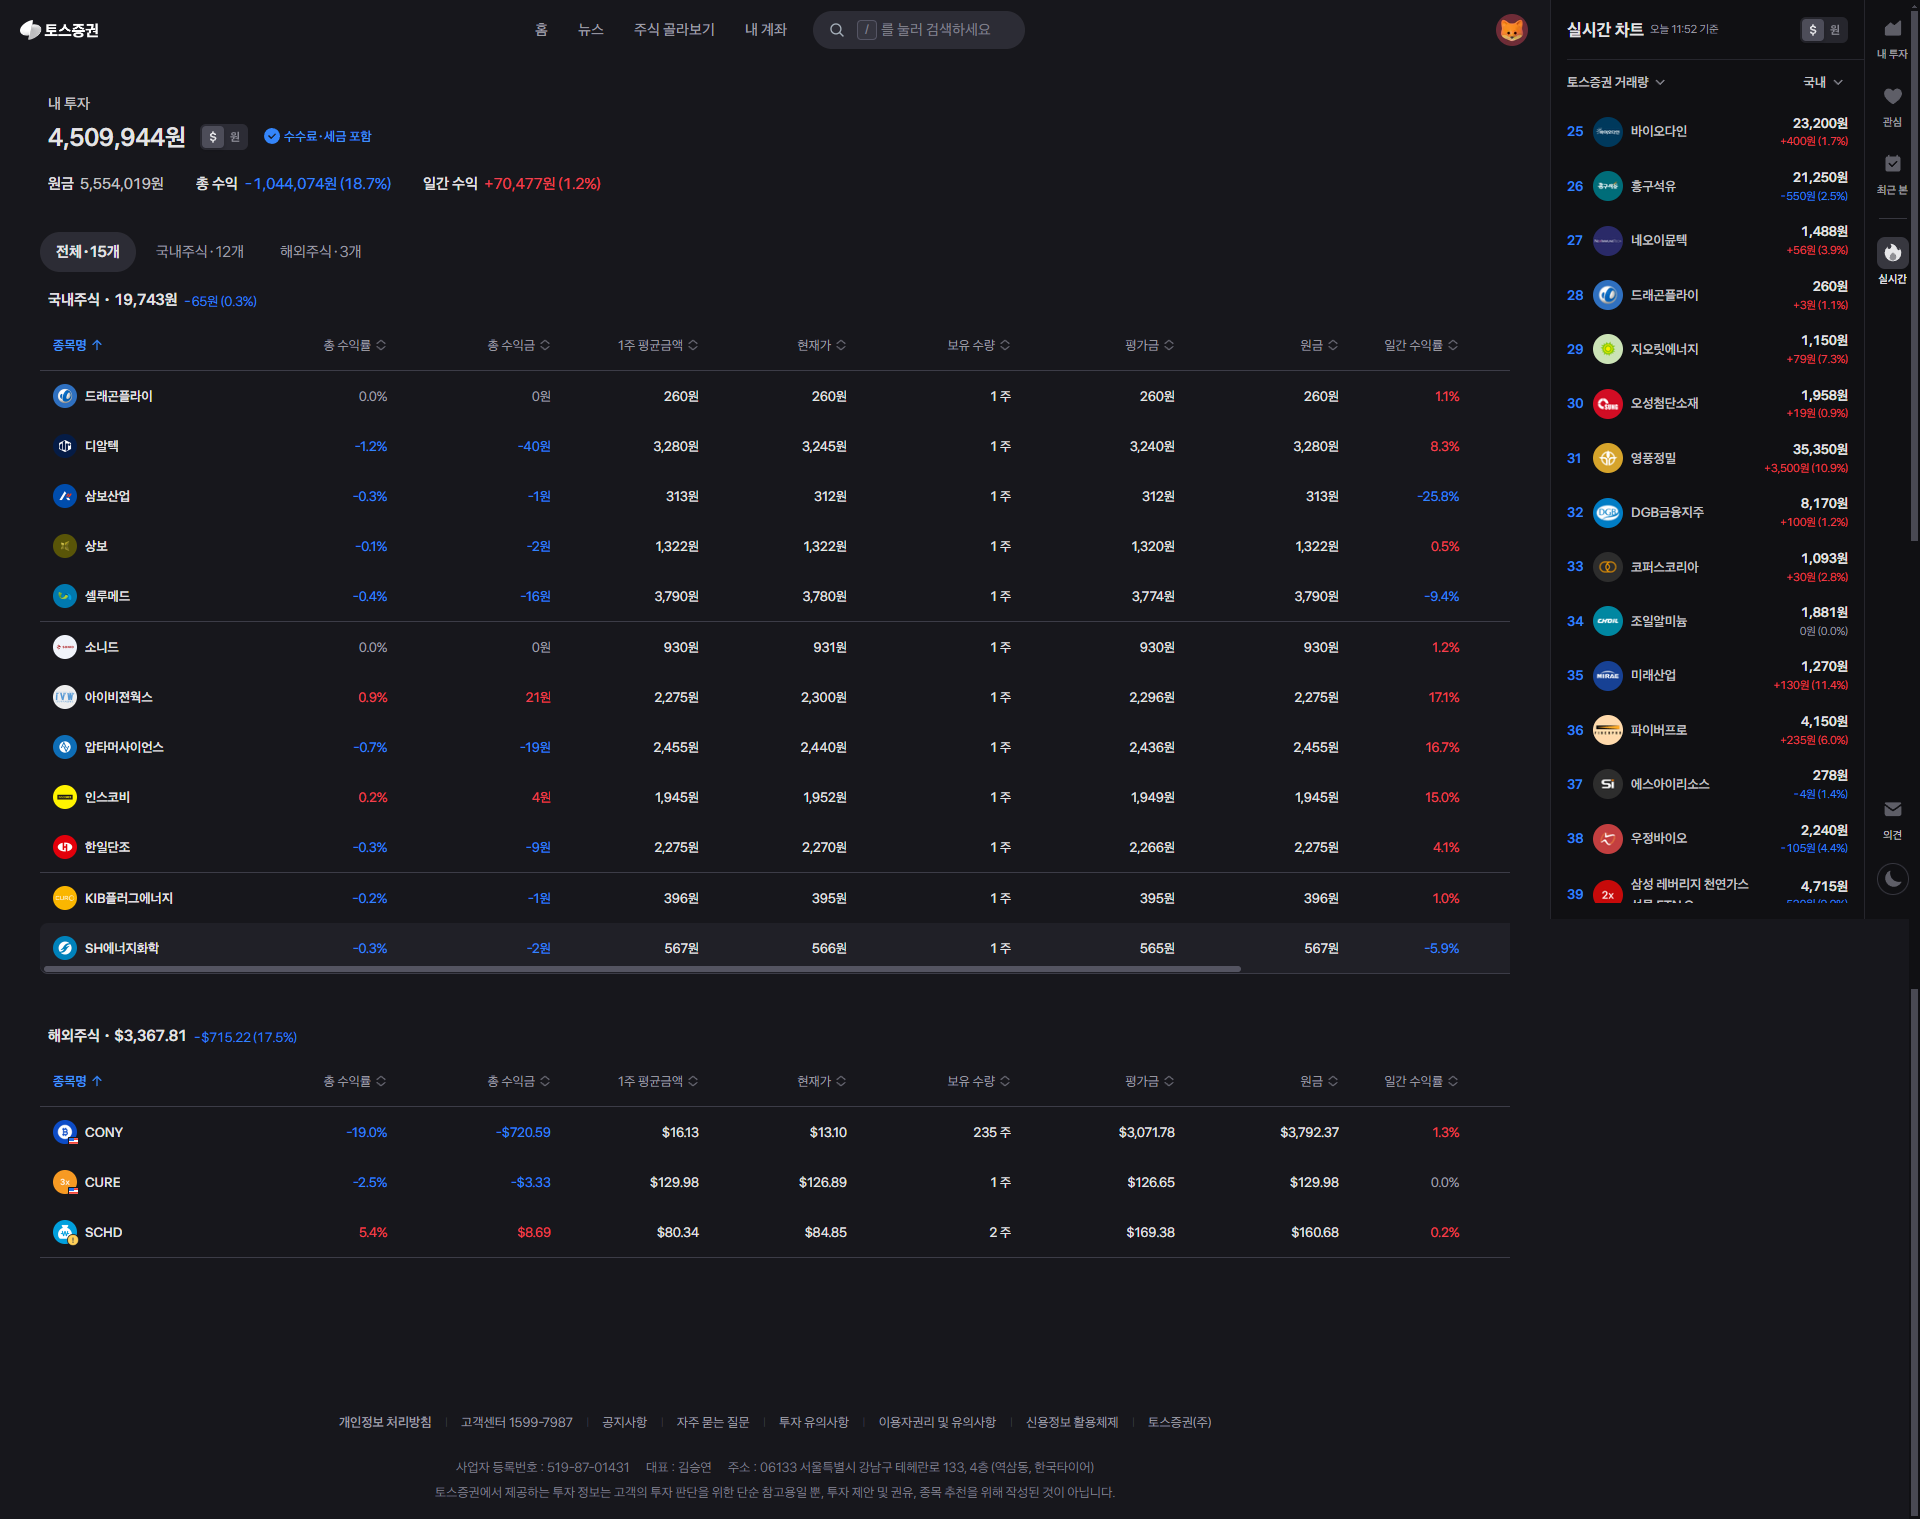 토스증권
홈 뉴스 주식 골라보기 내 계좌 / 를 눌러 검색하세요
내 투자
4,509,944원 $ 원 수수료·세금 포함
원금 5,554,019원 총 수익 -1,044,074원(18.7%) 일간 수익 +70,477원(1.2%)
전체·15개 국내주식·12개 해외주식·3개
국내주식 · 19,743원 -65원(0.3%)
종목명 총 수익률 총 수익금 1주 평균금액 현재가 보유 수량 평가금 원금 일간 수익률
드래곤플라이 0.0% 0원 260원 260원 1 주 260원 260원 1.1%
디알텍 -1.2% -40원 3,280원 3,245원 1 주 3,240원 3,280원 8.3%
삼보산업 -0.3% -1원 313원 312원 1 주 312원 313원 -25.8%
상보 -0.1% -2원 1,322원 1,322원 1 주 1,320원 1,322원 0.5%
셀루메드 -0.4% -16원 3,790원 3,780원 1 주 3,774원 3,790원 -9.4%
소니드 0.0% 0원 930원 931원 1 주 930원 930원 1.2%
아이비젼웍스 0.9% 21원 2,275원 2,300원 1 주 2,296원 2,275원 17.1%
압타머사이언스 -0.7% -19원 2,455원 2,440원 1 주 2,436원 2,455원 16.7%
인스코비 0.2% 4원 1,945원 1,952원 1 주 1,949원 1,945원 15.0%
한일단조 -0.3% -9원 2,275원 2,270원 1 주 2,266원 2,275원 4.1%
KIB플러그에너지 -0.2% -1원 396원 395원 1 주 395원 396원 1.0%
SH에너지화학 -0.3% -2원 567원 566원 1 주 565원 567원 -5.9%
해외주식 · $3,367.81 -$715.22(17.5%)
종목명 총 수익률 총 수익금 1주 평균금액 현재가 보유 수량 평가금 원금 일간 수익률
CONY -19.0% -$720.59 $16.13 $13.10 235 주 $3,071.78 $3,792.37 1.3%
3x CURE -2.5% -$3.33 $129.98 $126.89 1 주 $126.65 $129.98 0.0%
SCHD 5.4% $8.69 $80.34 $84.85 2 주 $169.38 $160.68 0.2%
개인정보 처리방침 고객센터 1599-7987 공지사항 자주 묻는 질문 투자 유의사항 이용자권리 및 유의사항 신용정보 활용체제 토스증권(주)
사업자 등록번호 : 519-87-01431 대표 : 김승연 주소 : 06133 서울특별시 강남구 테헤란로 133, 4층 (역삼동, 한국타이어)
토스증권에서 제공하는 투자 정보는 고객의 투자 판단을 위한 단순 참고용일 뿐, 투자 제안 및 권유, 종목 추천을 위해 작성된 것이 아닙니다.
실시간 차트 오늘 11:52 기준 $ 원
토스증권 거래량 국내
25 바이오다인 23,200원
+400원(1.7%)
26 흥구석유 21,250원
-550원(2.5%)
27 네오이뮨텍 1,488원
+56원(3.9%)
28 드래곤플라이 260원
+3원(1.1%)
29 지오릿에너지 1,150원
+79원(7.3%)
30 오성첨단소재 1,958원
+19원(0.9%)
31 영풍정밀 35,350원
+3,500원(10.9%)
32 DGB DGB금융지주 8,170원
+100원(1.2%)
33 코퍼스코리아 1,093원
+30원(2.8%)
34 CHOIL 조일알미늄 1,881원
0원(0.0%)
35 MIRAE 미래산업 1,270원
+130원(11.4%)
36 파이버프로 4,150원
+235원(6.0%)
37 Si 에스아이리소스 278원
-4원(1.4%)
38 우정바이오 2,240원
-105원(4.4%)
39 2x 삼성 레버리지 천연가스 4,715원
내 투자
관심
최근 본
실시간
의견